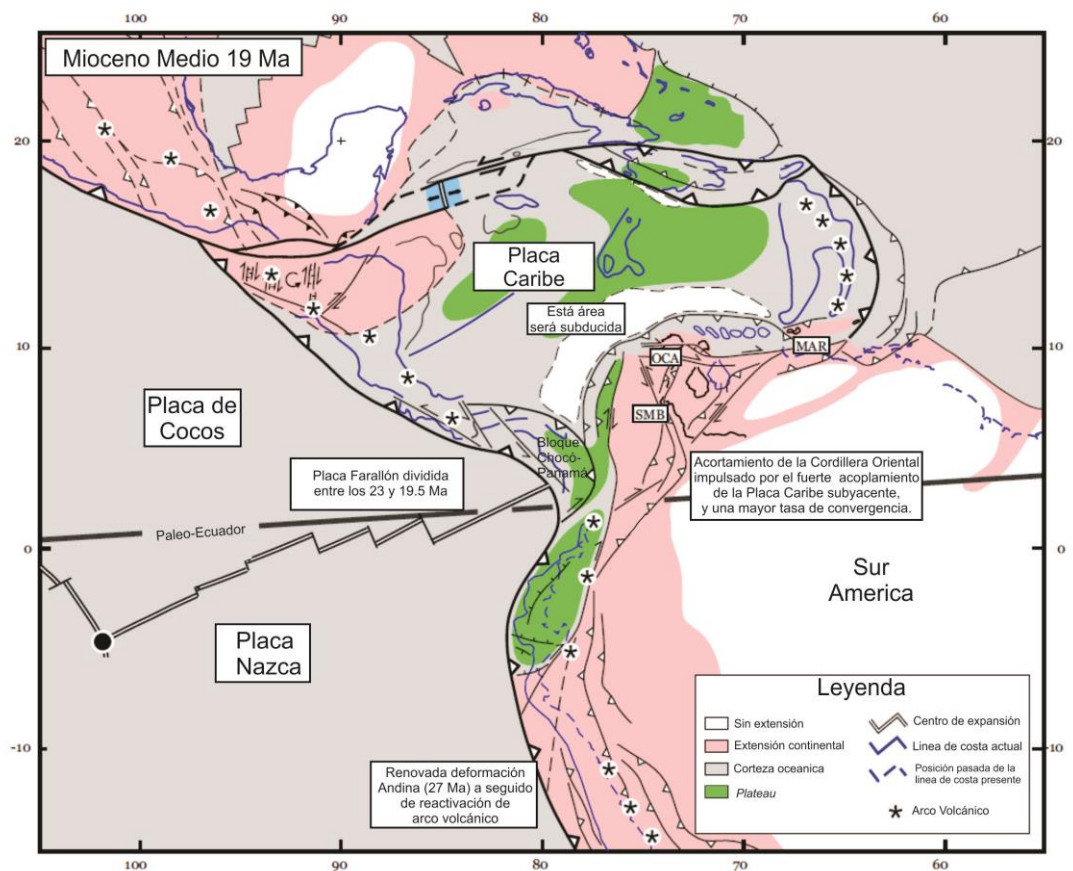 100
90
80
70
60
Mioceno Medio 19 Ma
20
20
Placa
Caribe
Está área
será subducida
10
10
OCA
MAR
SMB
Placa de
Cocos
Bloque
Chocó-
Panamá
Placa Farallón dividida
entre los 23 y 19.5 Ma
Acortamiento de la Cordillera Oriental
impulsado por el fuerte acoplamiento
de la Placa Caribe subyacente,
y una mayor tasa de convergencia.
Paleo-Ecuador
0
0
Sur
America
Placa
Nazca
Leyenda
Sin extensión
Extensión continental
Corteza oceanica
Plateau
Centro de expansión
Linea de costa actual
Posición pasada de la
linea de costa presente
Arco Volcánico
-10
-10
Renovada deformación
Andina (27 Ma) a seguido
de reactivación de
arco volcánico
100
90
80
70
60